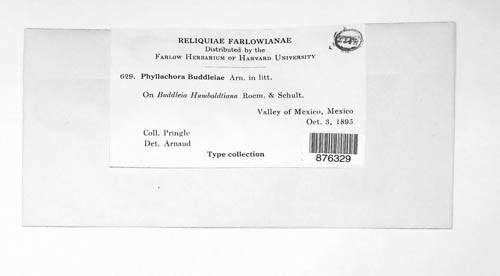 RELIQUIAE FARLOWIANAE
Distributed by the
FARLOW HERBARIUM OF HARVARD UNIVERSITY
629. Phyllachora Buddleiae Arn. in litt.
On Buddleia Humboldtiana Roem. & Schult.
Valley of Mexico, Mexico
Oct. 3, 1895
Coll. Pringle
Det. Arnaud
Type collection
876329